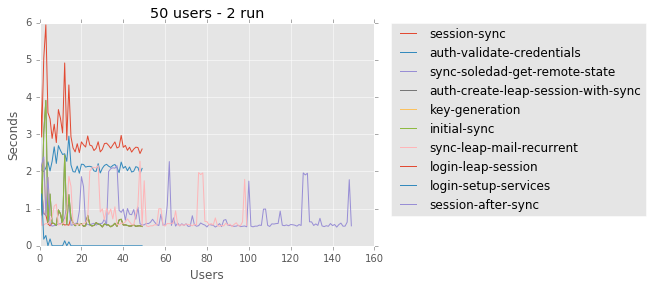 50 users - 2 run
6
5
4
3
2
1
0
Seconds
0 20 40 60 80 100 120 140 160
Users
session-sync
auth-validate-credentials
sync-soledad-get-remote-state
auth-create-leap-session-with-sync
key-generation
initial-sync
sync-leap-mail-recurrent
login-leap-session
login-setup-services
session-after-sync